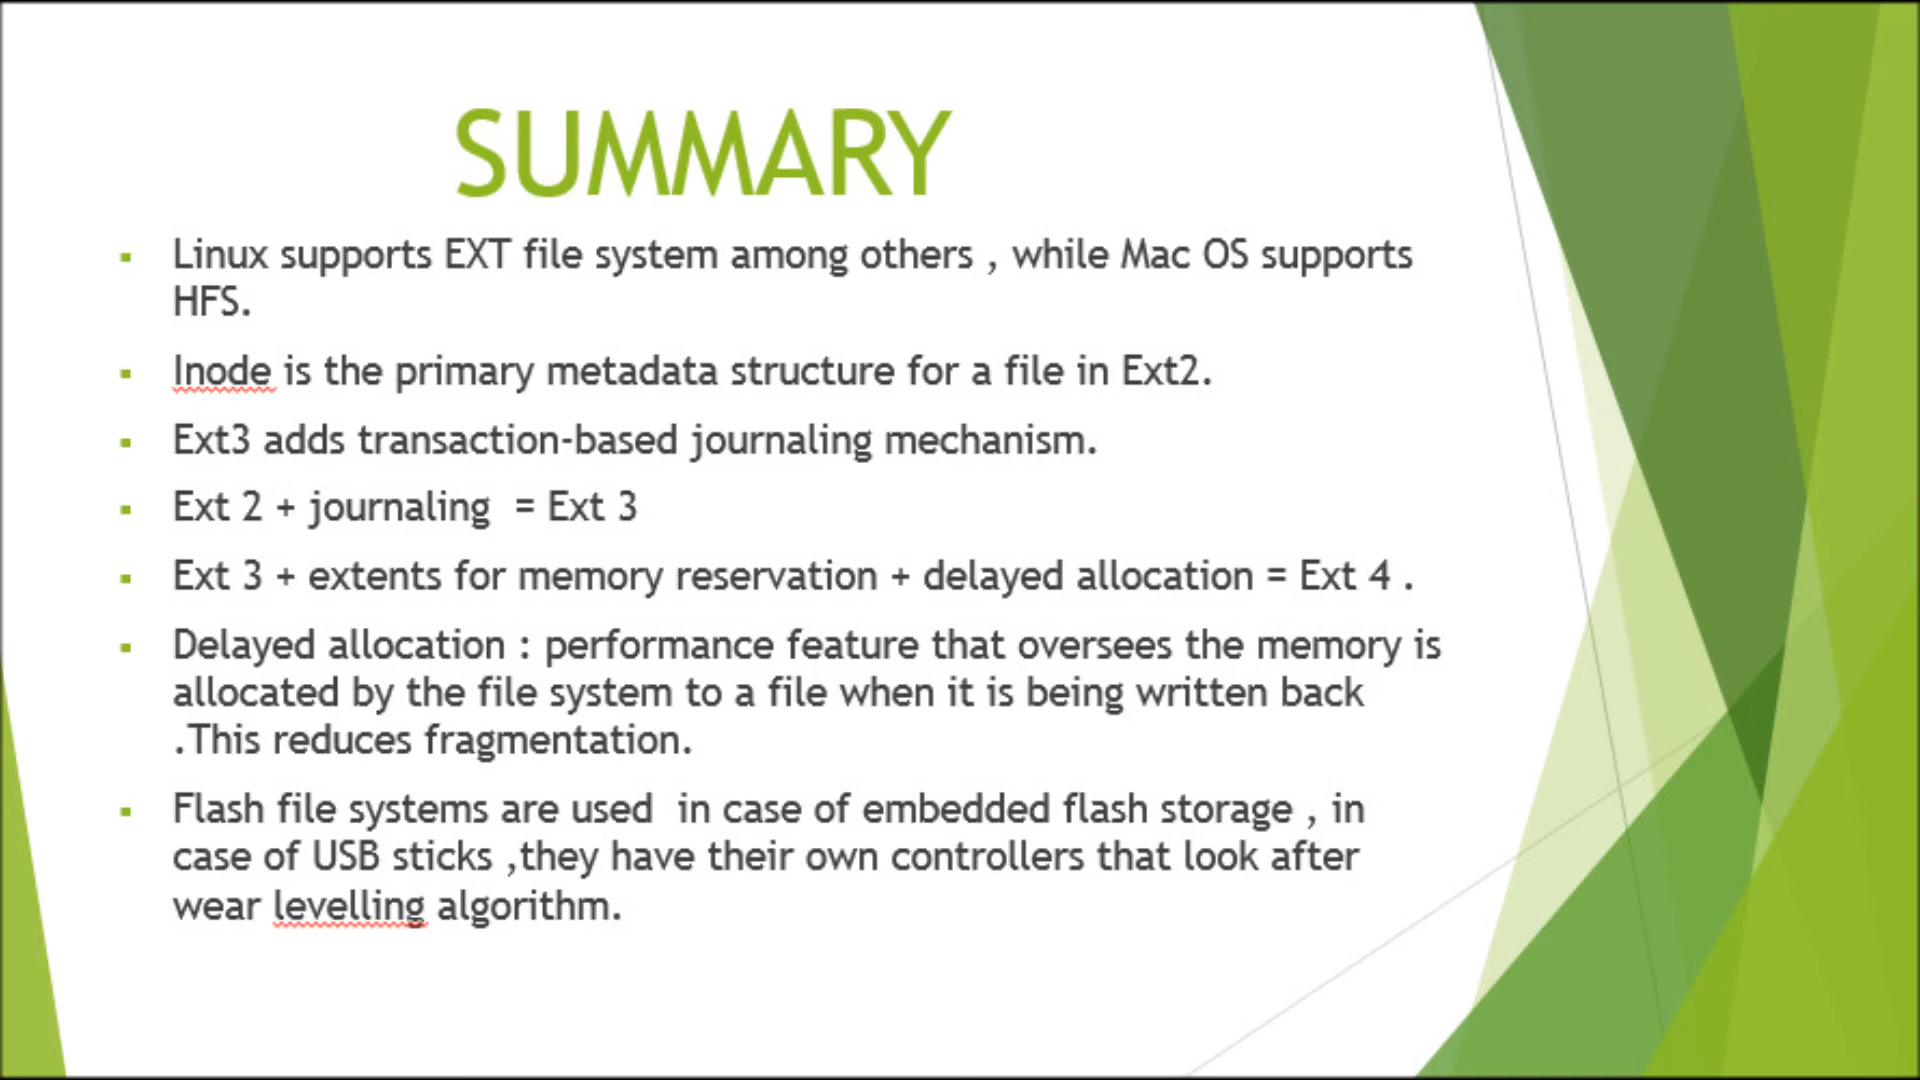 SUMMARY
Linux supports EXT file system among others , while Mac OS supports
HFS.
Inode is the primary metadata structure for a file in Ext2.
Ext3 adds transaction-based journaling mechanism.
Ext 2 + journaling  = Ext 3
Ext 3 + extents for memory reservation + delayed allocation = Ext 4 .
Delayed allocation : performance feature that oversees the memory is
allocated by the file system to a file when it is being written back
.This reduces fragmentation.
Flash file systems are used  in case of embedded flash storage , in
case of USB sticks ,they have their own controllers that look after
wear levelling algorithm.